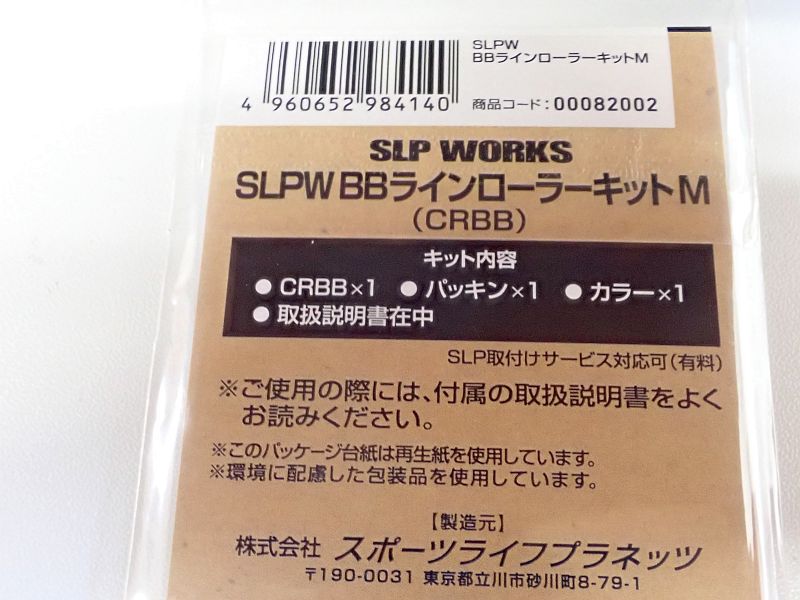 SLPW
BBラインローラーキットM
4 960652 984140
商品コード:00082002
SLP WORKS
SLPW BBラインローラーキットM
(CRBB)
キット内容
●CRBB×1 ●パッキン×1 ●カラー×1
●取扱説明書在中
SLP取付けサービス対応可(有料)
※ご使用の際には、付属の取扱説明書をよく
お読みください。
※このパッケージ台紙は再生紙を使用しています。
※環境に配慮した包装品を使用しています。
【製造元】
株式会社 スポーツライフプラネッツ
〒190-0031 東京都立川市砂川町8-79-1